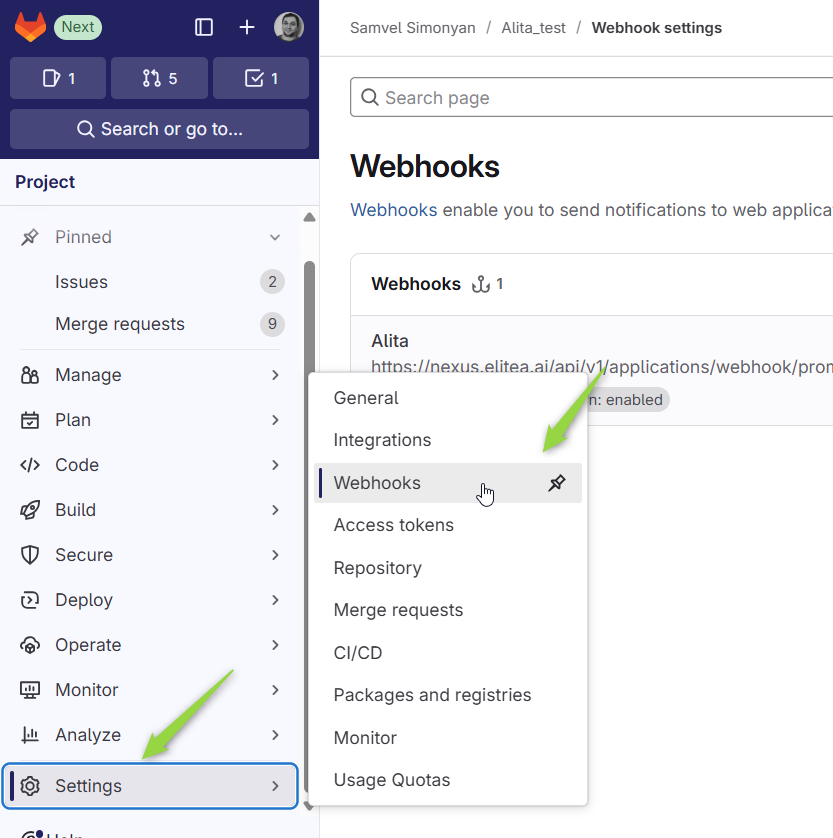 Next
1
5
1
Search or go to...
Project
Pinned
Issues 2
Merge requests 9
Manage
Plan
Code
Build
Secure
Deploy
Operate
Monitor
Analyze
Settings
Help
Samvel Simonyan / Alita_test / Webhook settings
Search page
Webhooks
Webhooks enable you to send notifications to web applica
Webhooks 1
Alita
https://nexus.elitea.ai/api/v1/applications/webhook/pron
n: enabled
General
Integrations
Webhooks
Access tokens
Repository
Merge requests
CI/CD
Packages and registries
Monitor
Usage Quotas